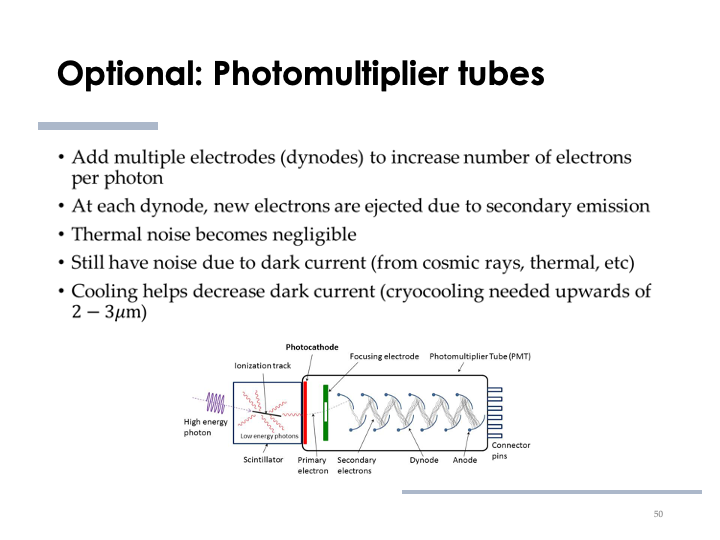 Optional: Photomultiplier tubes
• Add multiple electrodes (dynodes) to increase number of electrons
per photon
• At each dynode, new electrons are ejected due to secondary emission
• Thermal noise becomes negligible
• Still have noise due to dark current (from cosmic rays, thermal, etc)
• Cooling helps decrease dark current (cryocooling needed upwards of
2 − 3μm)
Photocathode
Focusing electrode
Photomultiplier Tube (PMT)
Ionization track
High energy
photon
Low energy photons
Connector
pins
Scintillator
Primary
electron
Secondary
electrons
Dynode
Anode
50